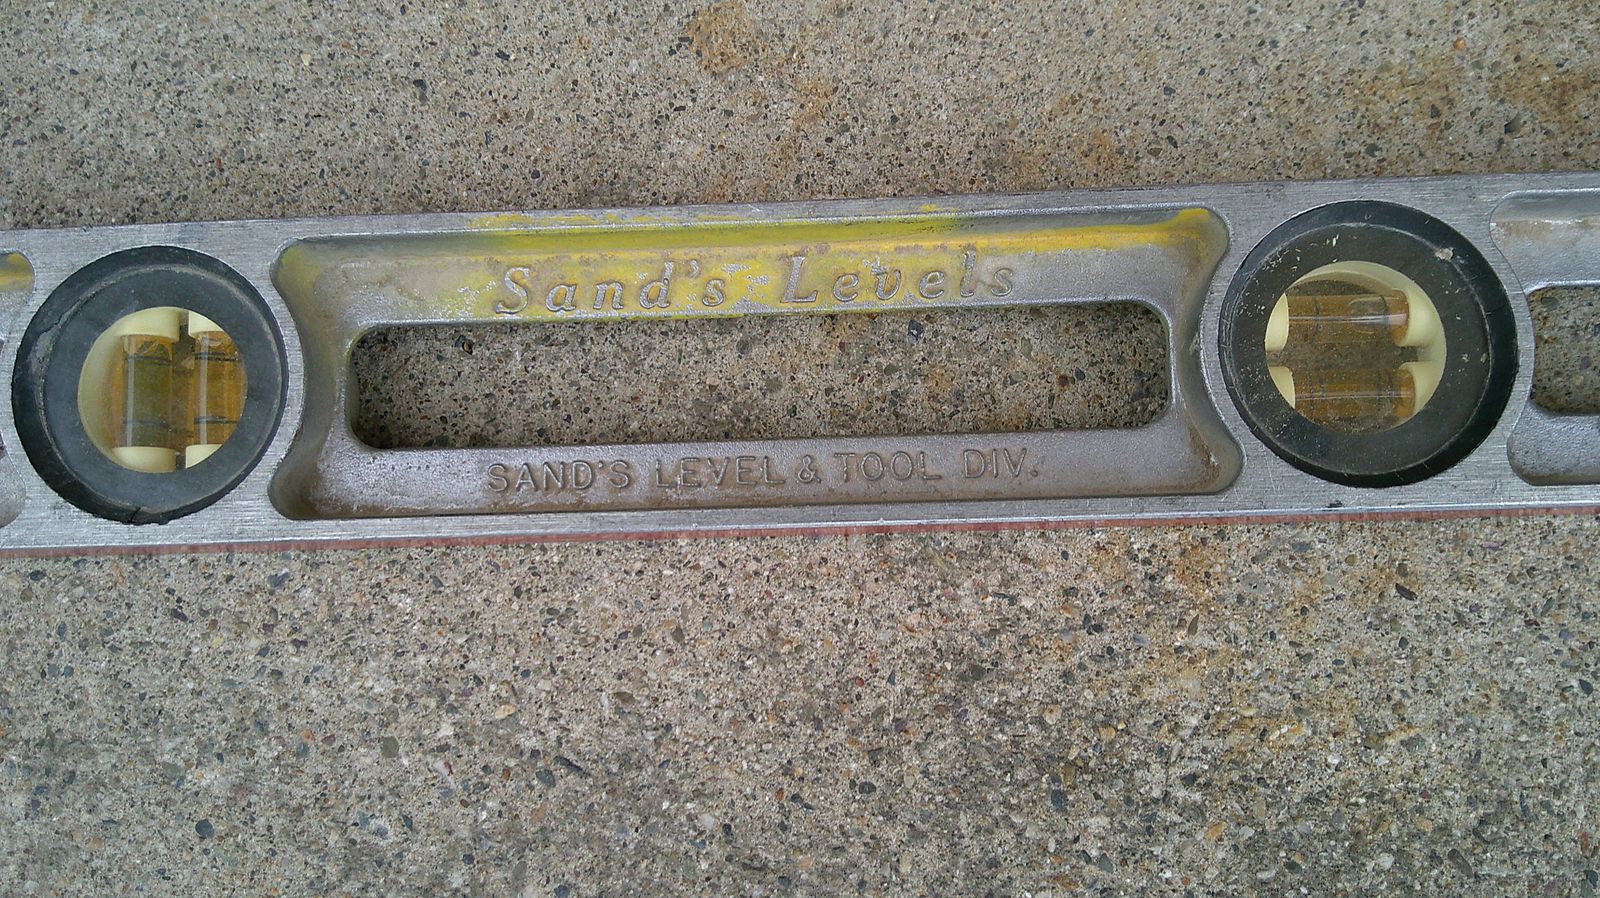 Sand's Levels
SAND'S LEVEL & TOOL DIV.